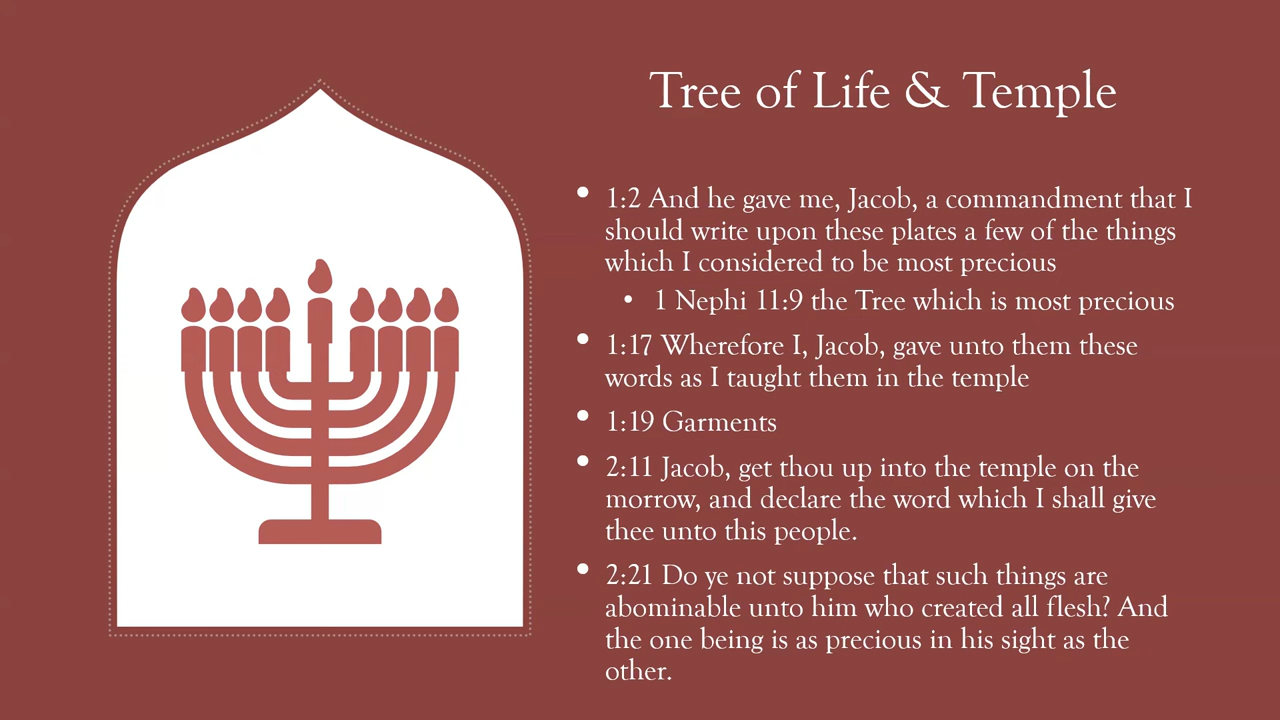 Tree of Life & Temple
• 1:2 And he gave me, Jacob, a commandment that I
should write upon these plates a few of the things
which I considered to be most precious
• 1 Nephi 11:9 the Tree which is most precious
• 1:17 Wherefore I, Jacob, gave unto them these
words as I taught them in the temple
• 1:19 Garments
• 2:11 Jacob, get thou up into the temple on the
morrow, and declare the word which I shall give
thee unto this people.
• 2:21 Do ye not suppose that such things are
abominable unto him who created all flesh? And
the one being is as precious in his sight as the
other.